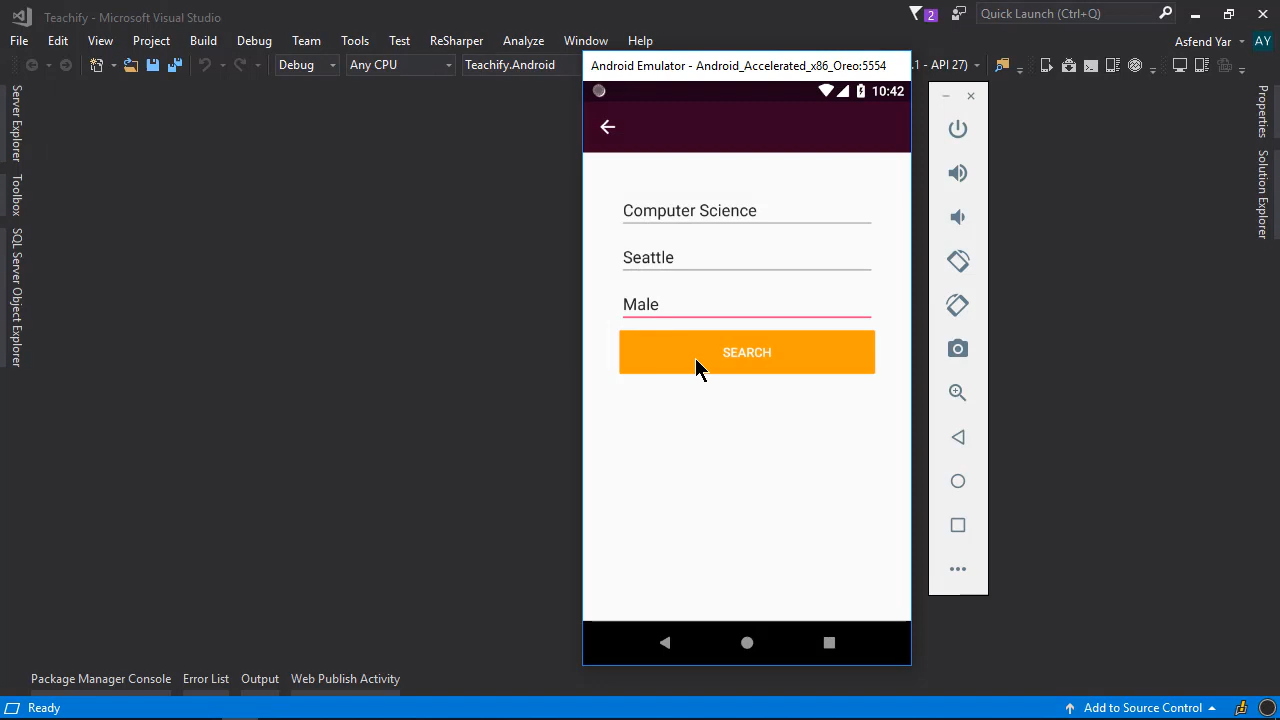 Teachify - Microsoft Visual Studio
2
Quick Launch (Ctrl+Q)
File Edit View Project Build Debug Team Tools Test ReSharper Analyze Window Help
Asfend Yar AY
Debug Any CPU Teachify.Android .1 - API 27)
Android Emulator - Android_Accelerated_x86_Oreo:5554
10:42
Server Explorer
Toolbox
SQL Server Object Explorer
Computer Science
Seattle
Male
SEARCH
Properties
Solution Explorer
Package Manager Console Error List Output Web Publish Activity
Ready
Add to Source Control